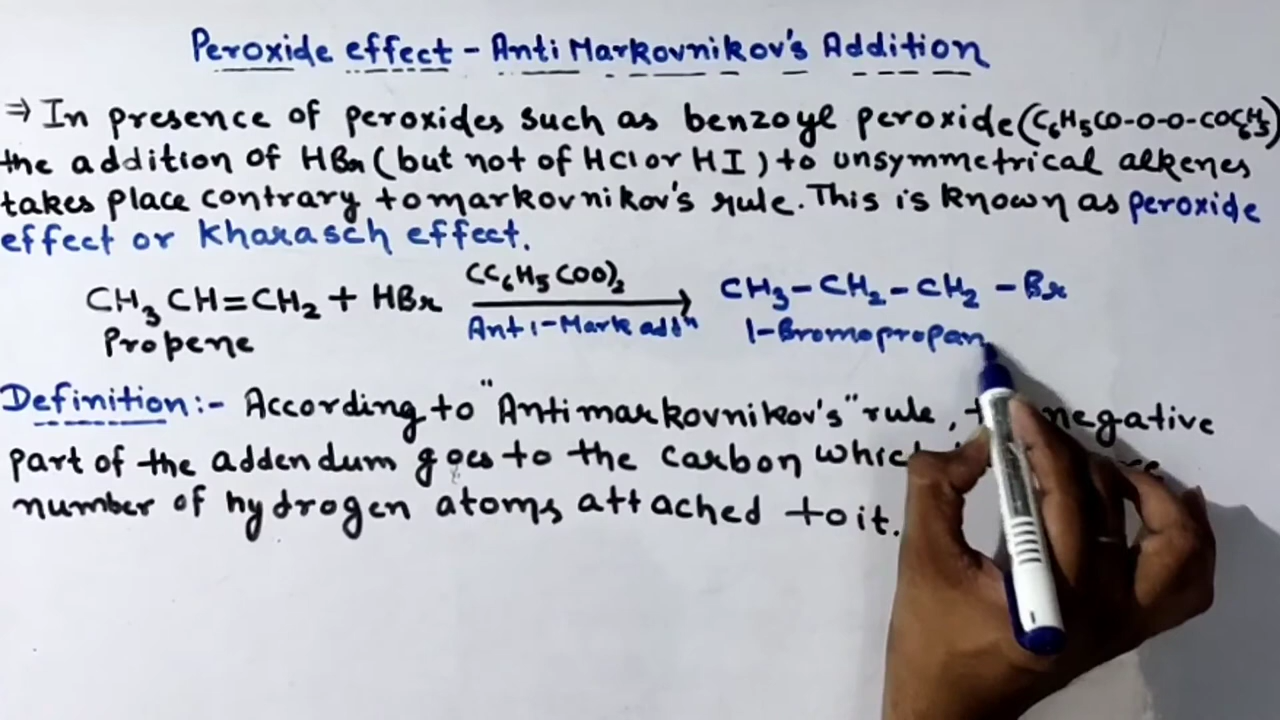 Peroxide effect - Anti Markovnikov's Addition
⇒ In presence of peroxides such as benzoyl peroxide (C₆H₅CO-O-O-COC₆H₅)
the addition of HBr (but not of HCl or HI) to unsymmetrical alkenes
takes place contrary to markovnikov's rule. This is known as peroxide
effect or Kharasch effect.
CH₃CH=CH₂ + HBr (C₆H₅COO)₂ CH₃-CH₂-CH₂-Br
Propene Anti-Mark addⁿ 1-Bromopropan
Definition:- According to "Antimarkovnikov's" rule, negative
part of the addendum goes to the carbon
number of hydrogen atoms attached to it.